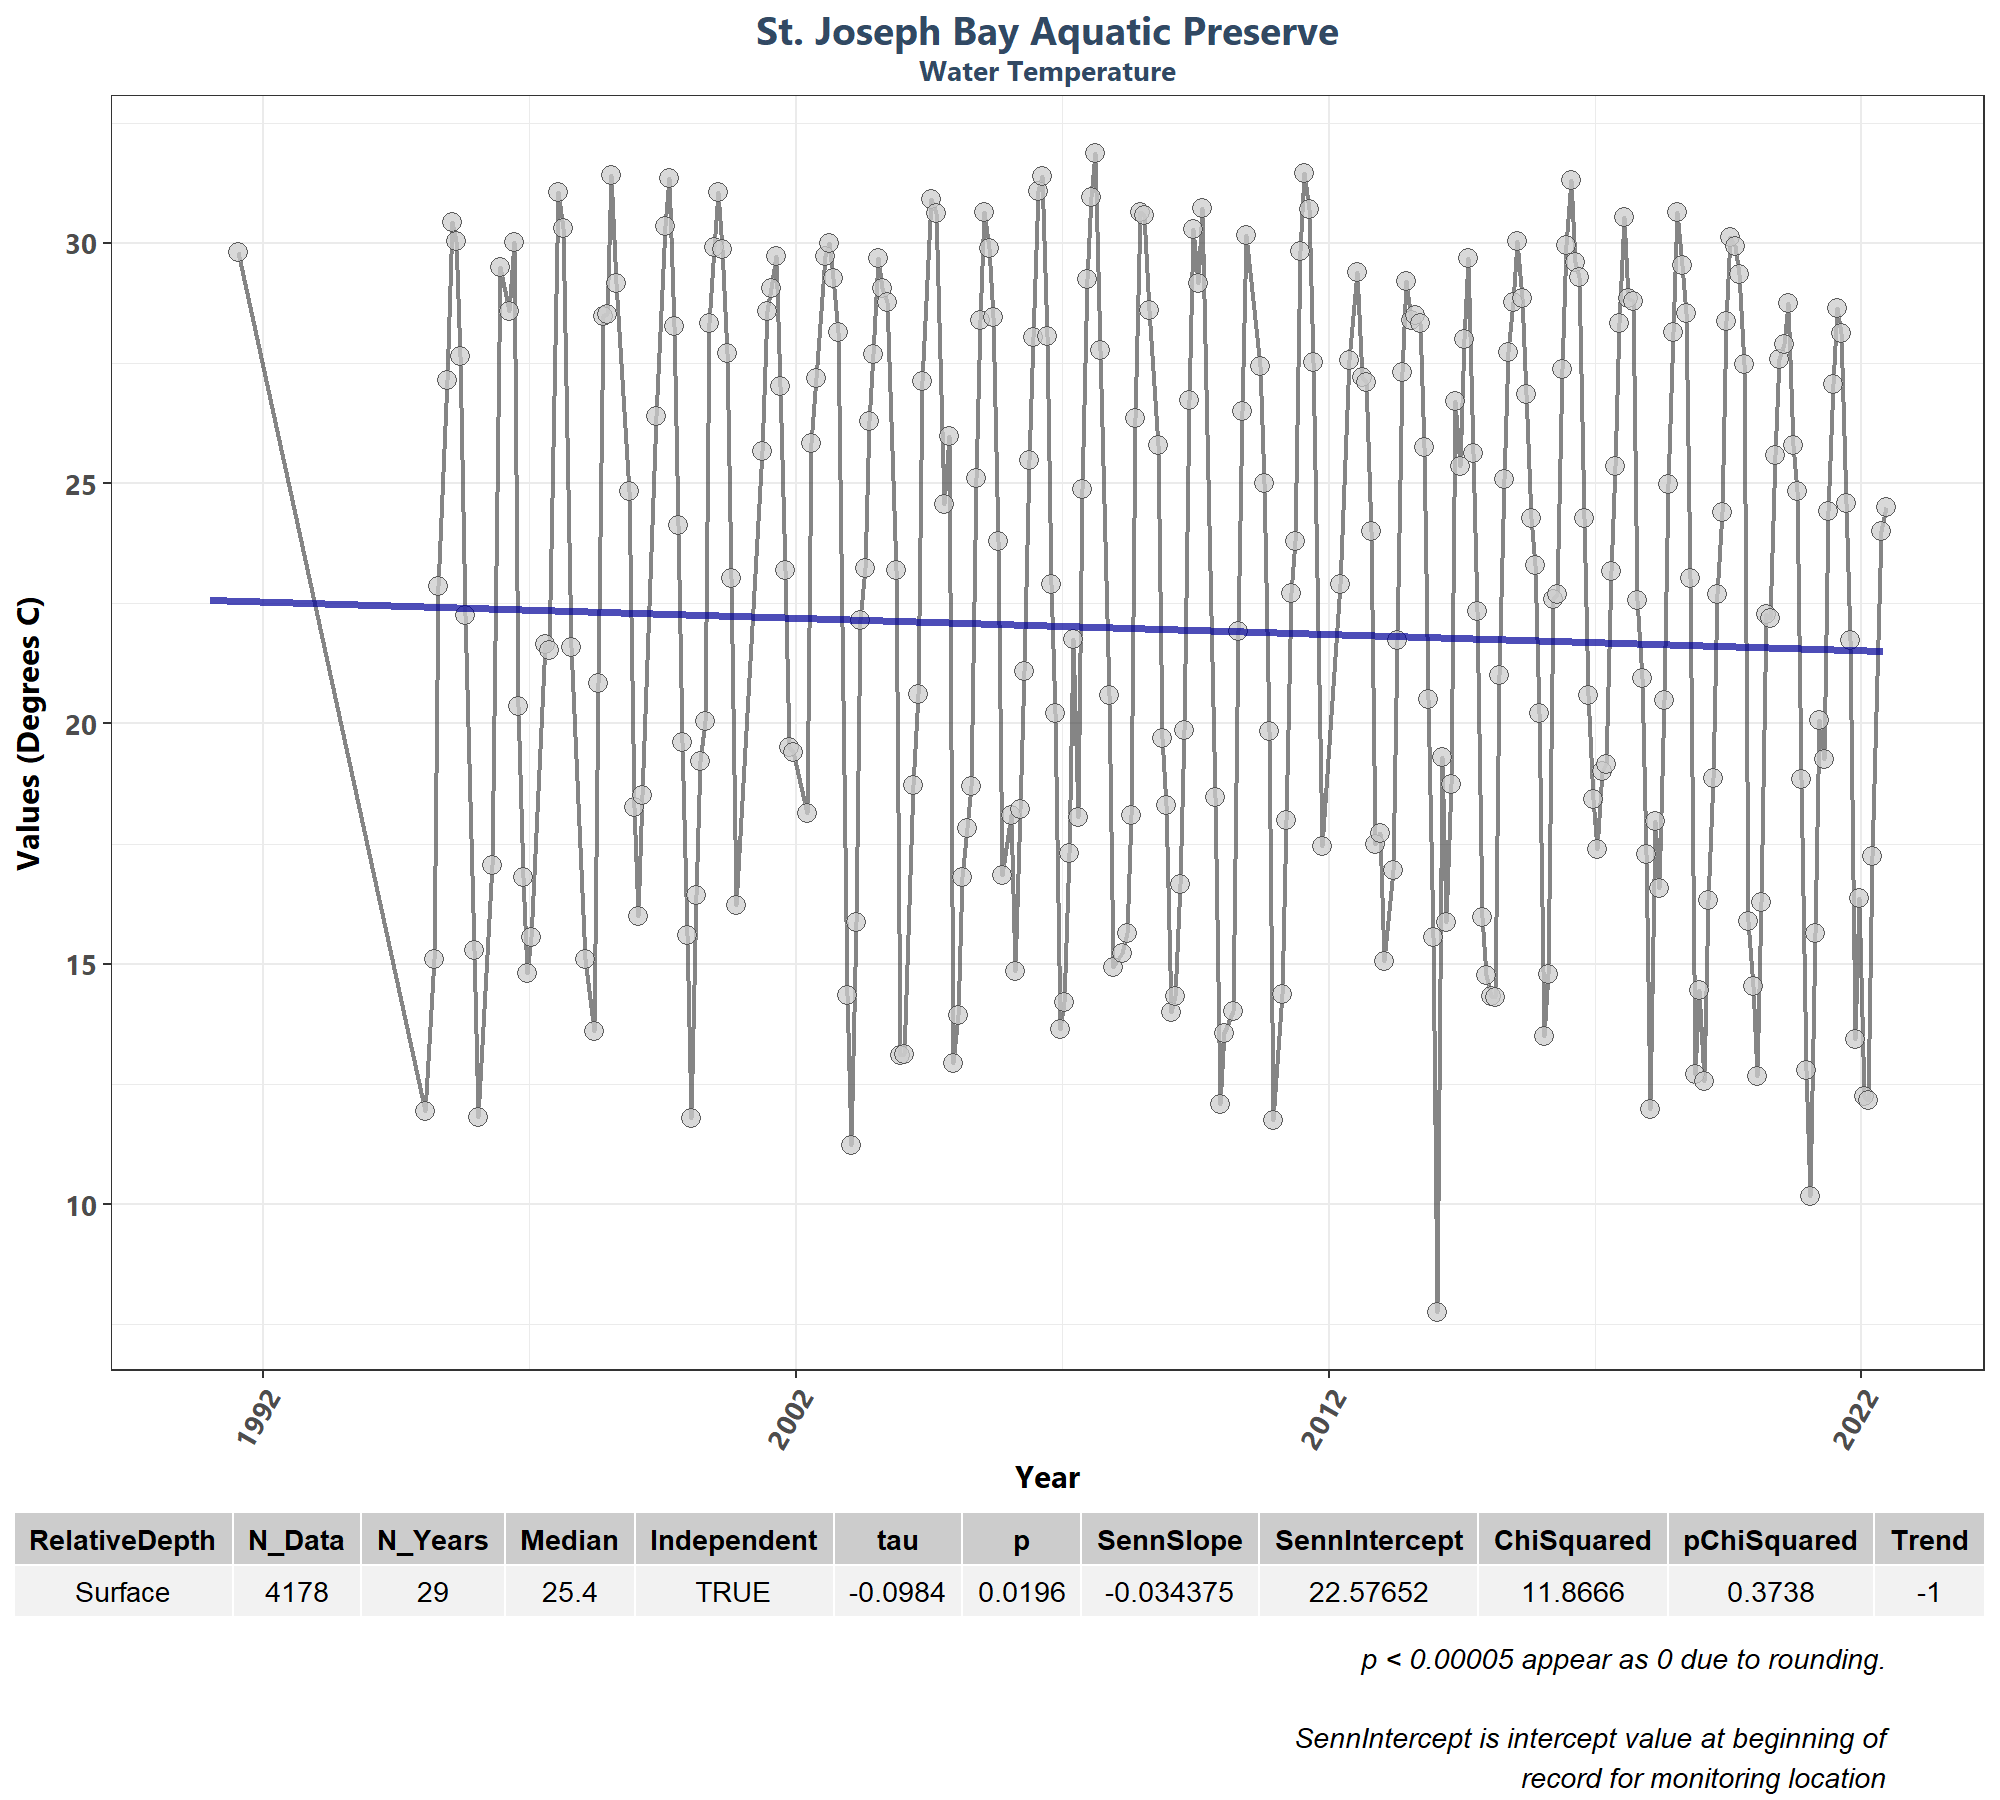 St. Joseph Bay Aquatic Preserve
Water Temperature
Values (Degrees C)
30
25
20
15
10
1992 2002 2012 2022
Year
RelativeDepth N_Data N_Years Median Independent tau p SennSlope SennIntercept ChiSquared pChiSquared Trend
Surface 4178 29 25.4 TRUE -0.0984 0.0196 -0.034375 22.57652 11.8666 0.3738 -1
p < 0.00005 appear as 0 due to rounding.
SennIntercept is intercept value at beginning of
record for monitoring location